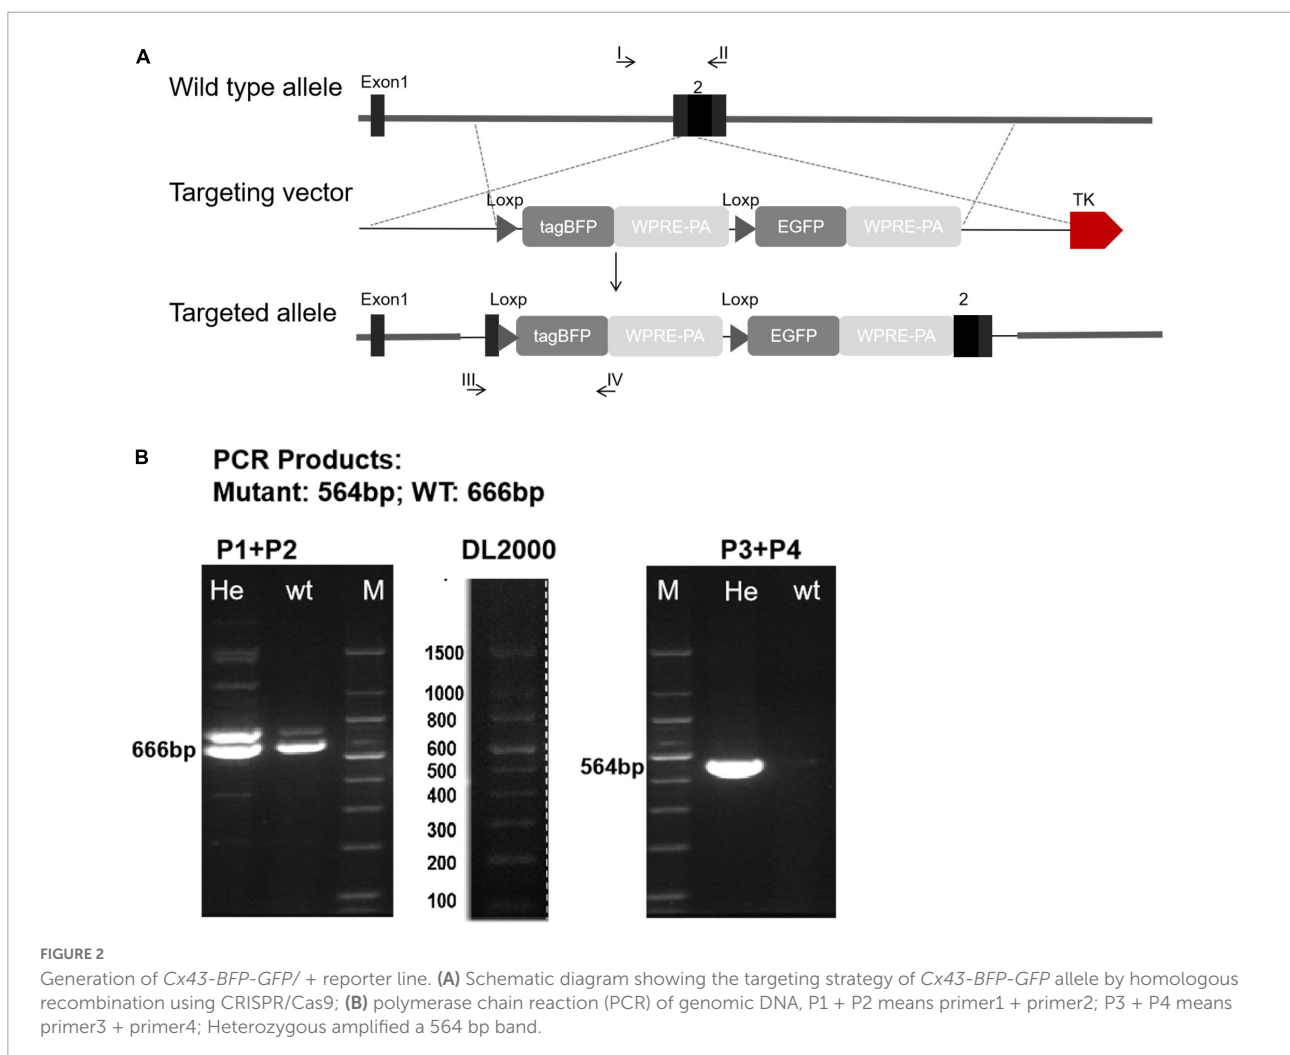 A
I
II
Wild type allele
Exon1
2
Targeting vector
Loxp
Loxp
TK
tagBFP
WPRE-PA
EGFP
WPRE-PA
Targeted allele
Exon1
Loxp
Loxp
2
tagBFP
WPRE-PA
EGFP
WPRE-PA
III
IV
B
PCR Products:
Mutant: 564bp; WT: 666bp
P1+P2
DL2000
P3+P4
He
wt
M
M
He
wt
1500
1000
800
666bp
600
564bp
500
400
300
200
100
FIGURE 2
Generation of Cx43-BFP-GFP/ + reporter line. (A) Schematic diagram showing the targeting strategy of Cx43-BFP-GFP allele by homologous
recombination using CRISPR/Cas9; (B) polymerase chain reaction (PCR) of genomic DNA, P1 + P2 means primer1 + primer2; P3 + P4 means
primer3 + primer4; Heterozygous amplified a 564 bp band.